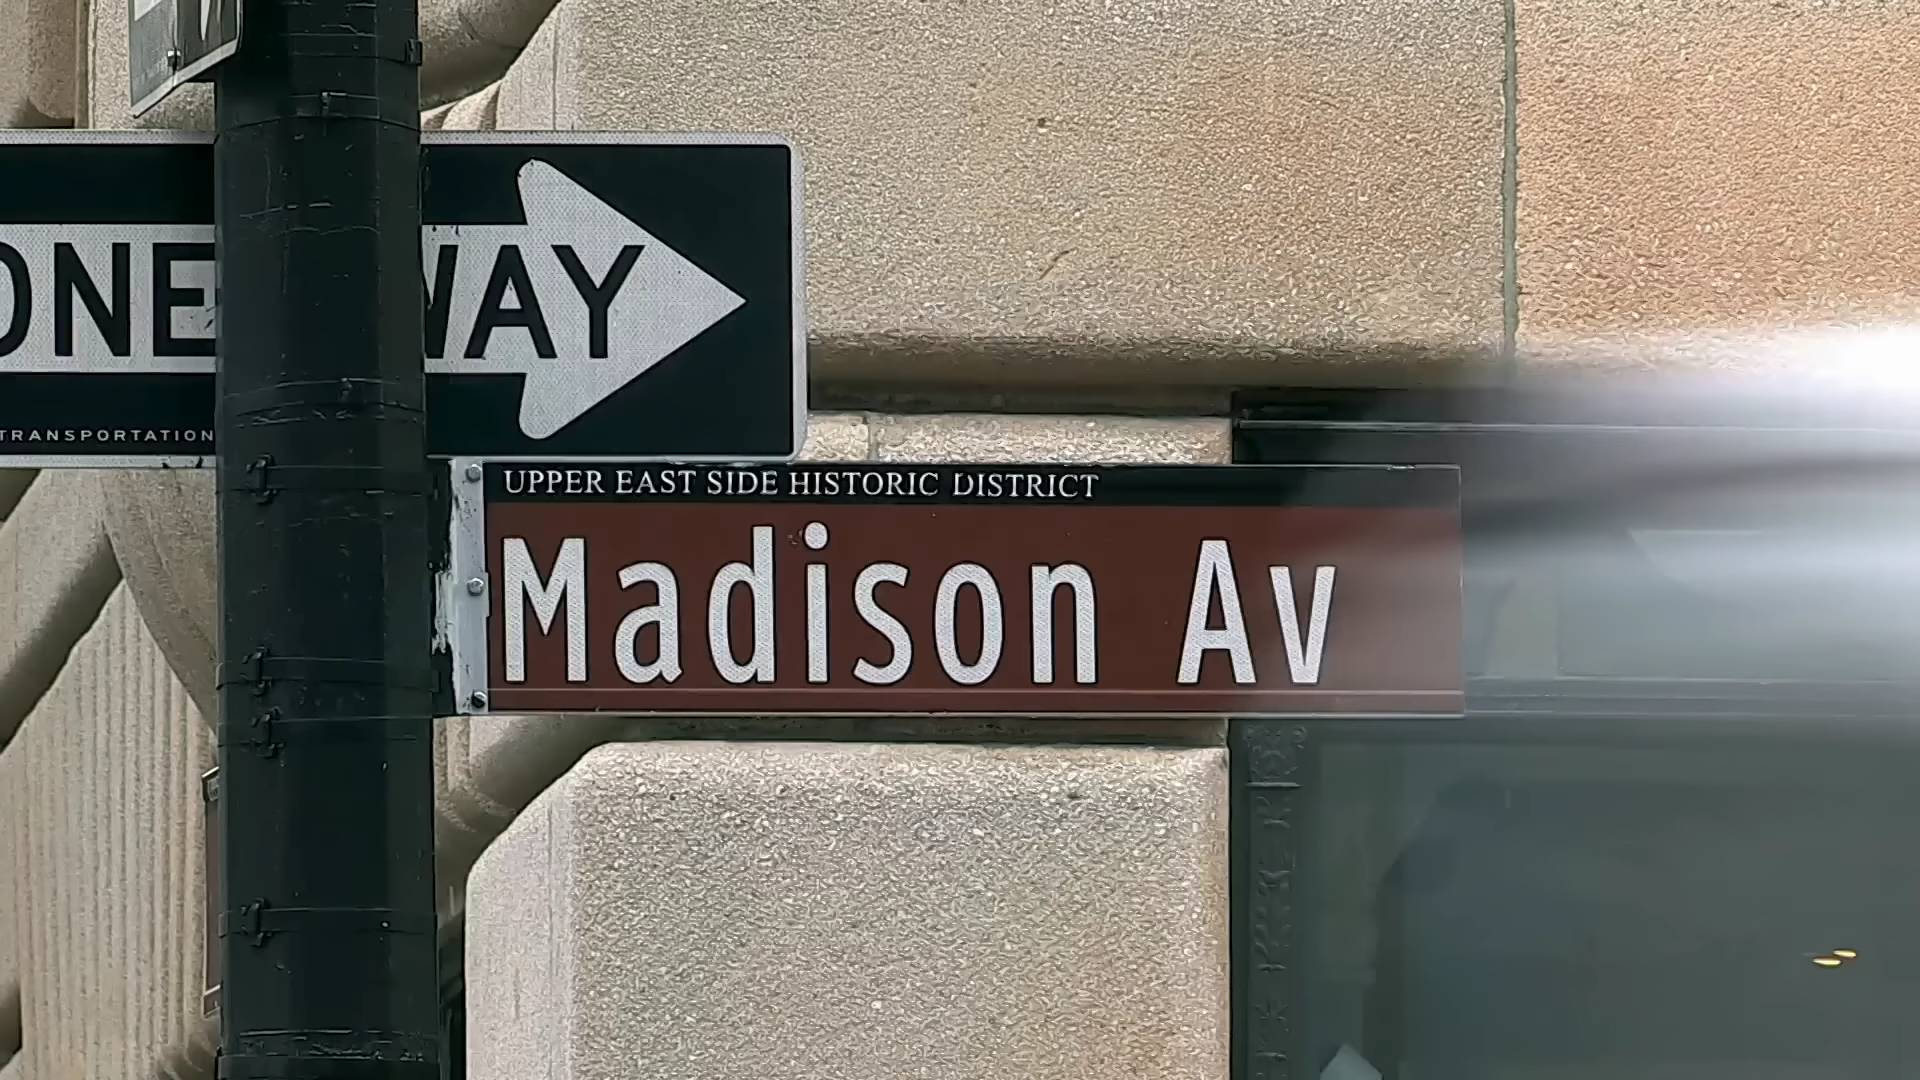 ONE WAY
TRANSPORTATION
UPPER EAST SIDE HISTORIC DISTRICT
Madison Av